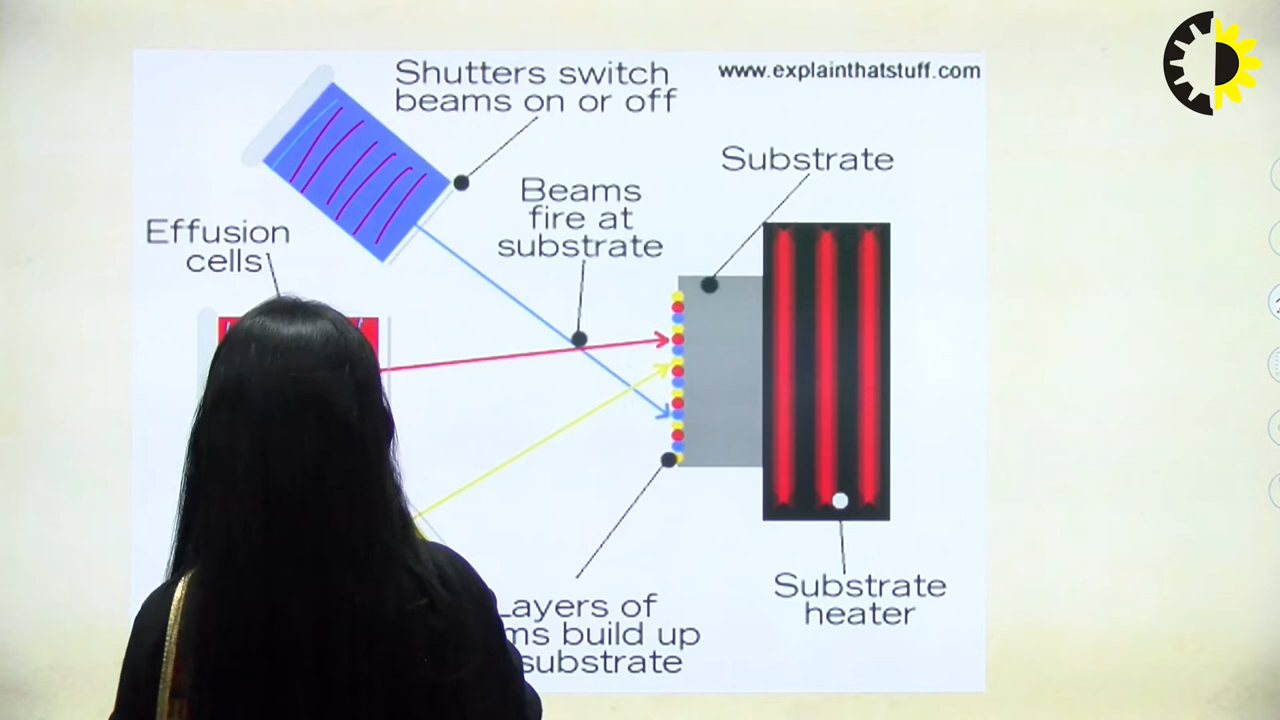 Shutters switch
beams on or off
www.explainthatstuff.com
Substrate
Beams
fire at
substrate
Effusion
cells
Substrate
heater
Layers of
build up
substrate